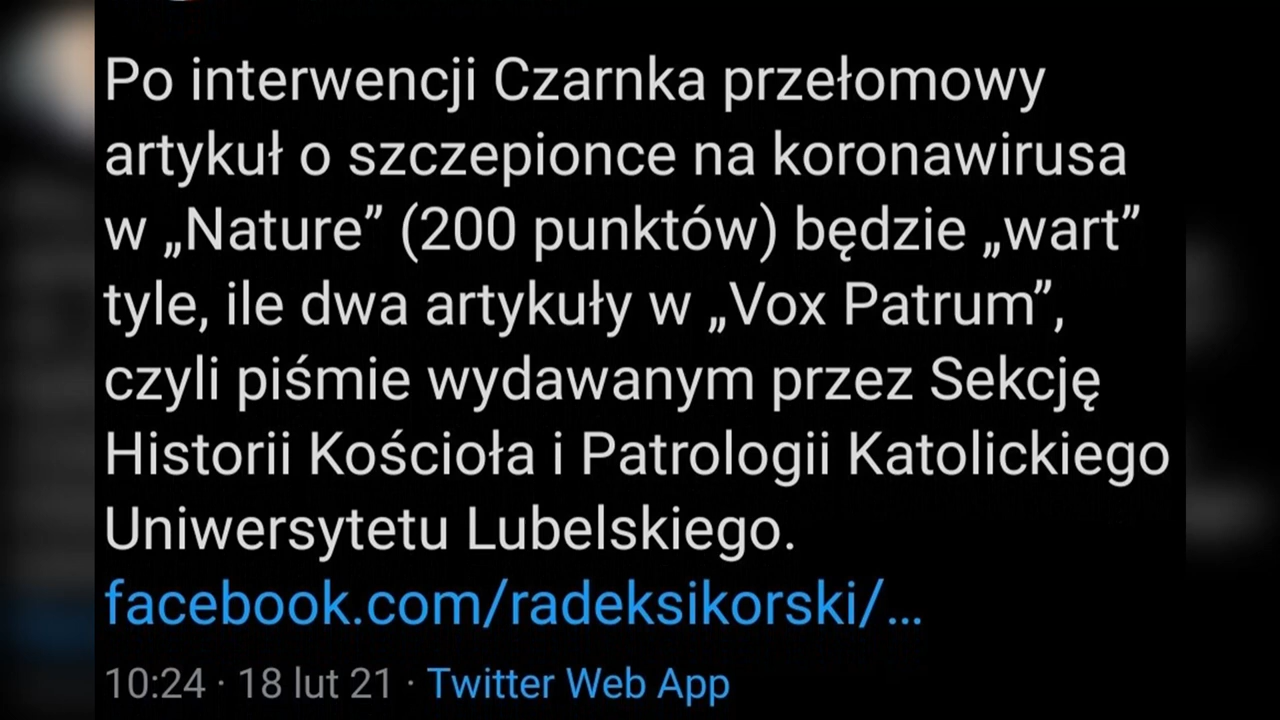 Po interwencji Czarnka przełomowy
artykuł o szczepionce na koronawirusa
w „Nature” (200 punktów) będzie „wart”
tyle, ile dwa artykuły w „Vox Patrum”,
czyli piśmie wydawanym przez Sekcję
Historii Kościoła i Patrologii Katolickiego
Uniwersytetu Lubelskiego.
facebook.com/radeksikorski/...
10:24 · 18 lut 21 · Twitter Web App